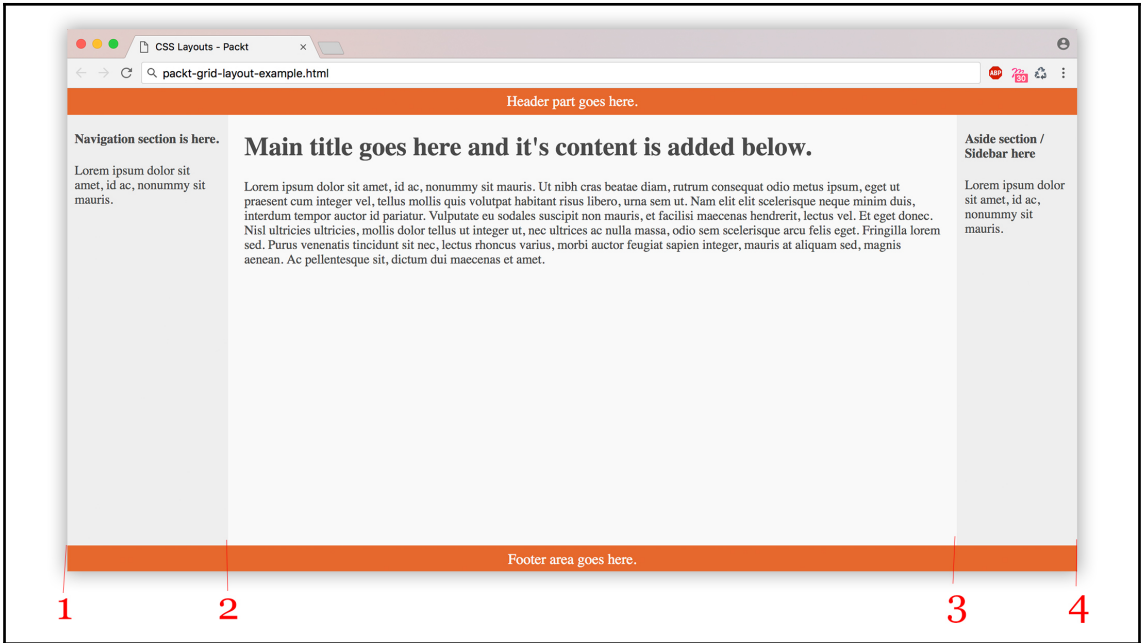 CSS Layouts - Packt
packt-grid-layout-example.html
ABP
30
Header part goes here.
Navigation section is here.
Lorem ipsum dolor sit
amet, id ac, nonummy sit
mauris.
Main title goes here and it's content is added below.
Lorem ipsum dolor sit amet, id ac, nonummy sit mauris. Ut nibh cras beatae diam, rutrum consequat odio metus ipsum, eget ut
praesent cum integer vel, tellus mollis quis volutpat habitant risus libero, urna sem ut. Nam elit elit scelerisque neque minim duis,
interdum tempor auctor id pariatur. Vulputate eu sodales suscipit non mauris, et facilisi maecenas hendrerit, lectus vel. Et eget donec.
Nisl ultricies ultricies, mollis dolor tellus ut integer ut, nec ultrices ac nulla massa, odio sem scelerisque arcu felis eget. Fringilla lorem
sed. Purus venenatis tincidunt sit nec, lectus rhoncus varius, morbi auctor feugiat sapien integer, mauris at aliquam sed, magnis
aenean. Ac pellentesque sit, dictum dui maecenas et amet.
Aside section /
Sidebar here
Lorem ipsum dolor
sit amet, id ac,
nonummy sit
mauris.
Footer area goes here.
1 2 3 4